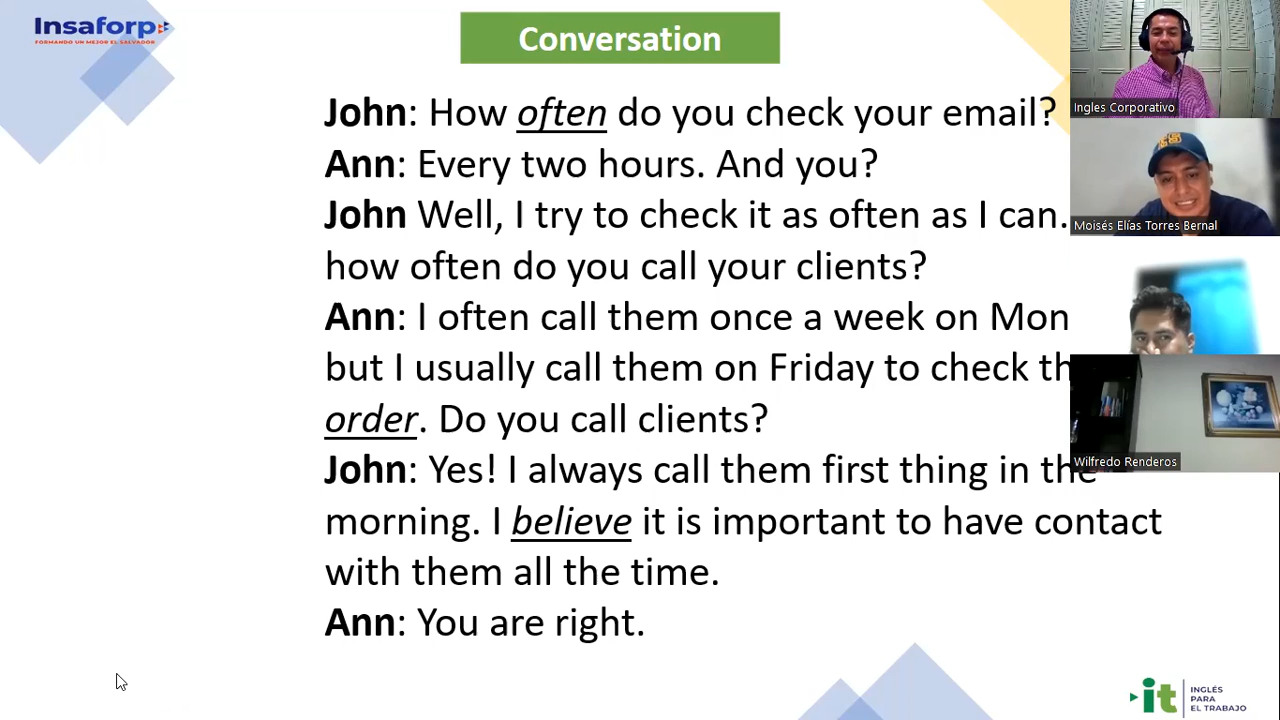 Insaforp
FORMANDO UN MEJOR EL SALVADOR
Conversation
John: How often do you check your email?
Ann: Every two hours. And you?
John Well, I try to check it as often as I can.
how often do you call your clients?
Ann: I often call them once a week on Mon
but I usually call them on Friday to check
order. Do you call clients?
John: Yes! I always call them first thing in the
morning. I believe it is important to have contact
with them all the time.
Ann: You are right.
Ingles Corporativo
Moisés Elías Torres Bernal
Wilfredo Renderos
it
INGLÉS
PARA
EL TRABAJO